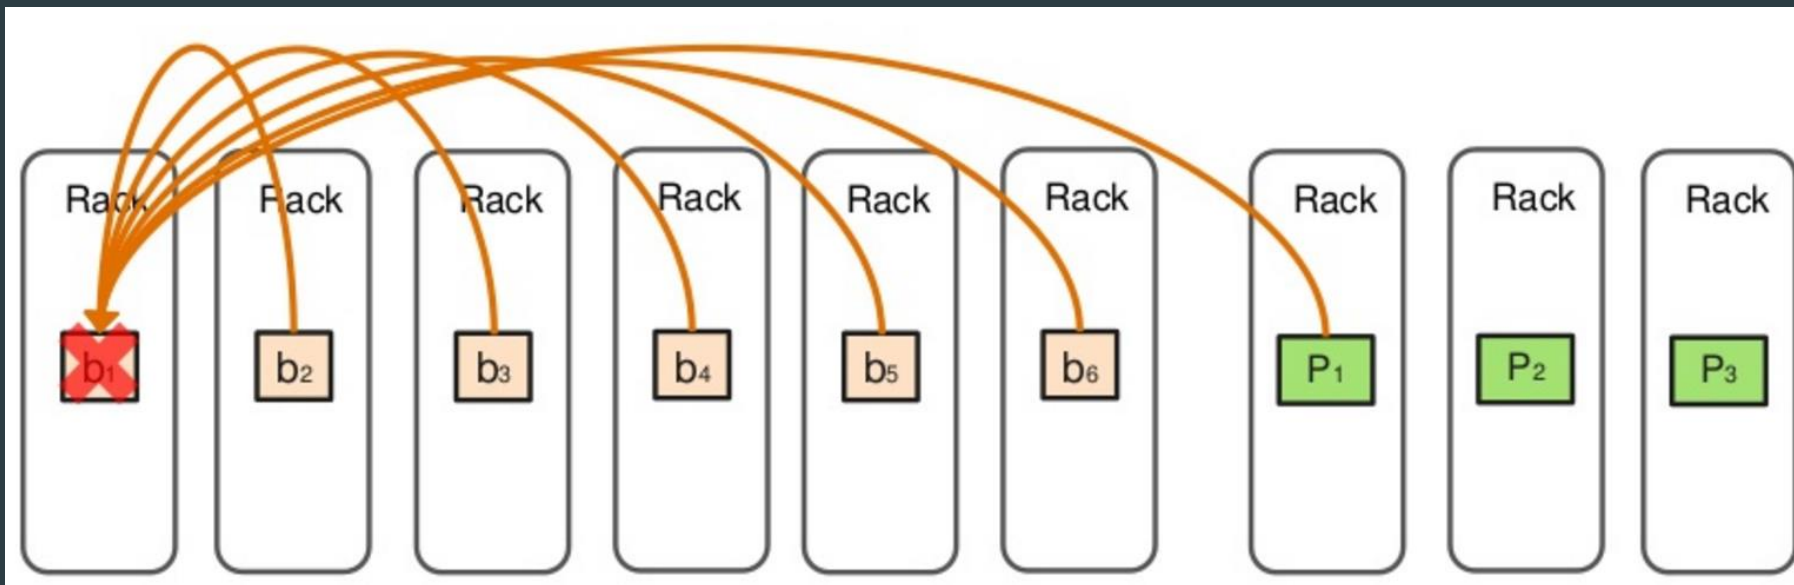 Rack Rack Rack Rack Rack Rack Rack Rack Rack
b₁ b₂ b₃ b₄ b₅ b₆ P₁ P₂ P₃